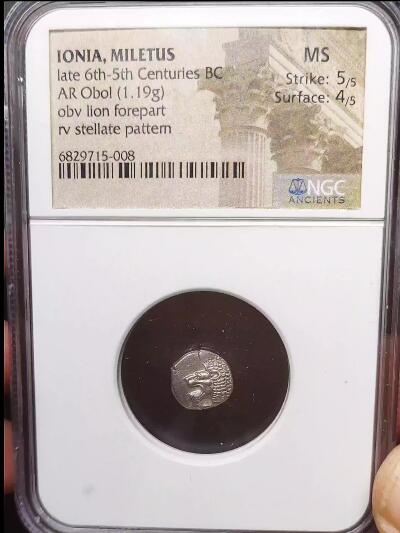 IONIA, MILETUS MS
late 6th-5th Centuries BC Strike: 5/5
AR Obol (1.19g) Surface: 4/5
obv lion forepart
rv stellate pattern
6829715-008
NGC
ANCIENTS